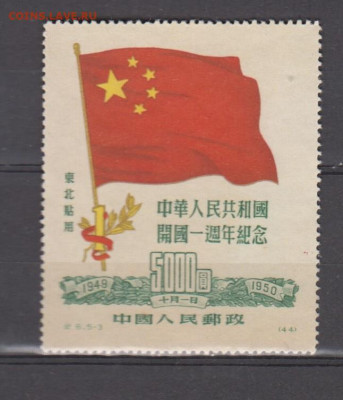 COINS.LAVE.RU
東北貼用
中華人民共和國
開國一週年紀念
1949 5000圓 1950
十月一日
中國人民郵政
(44)